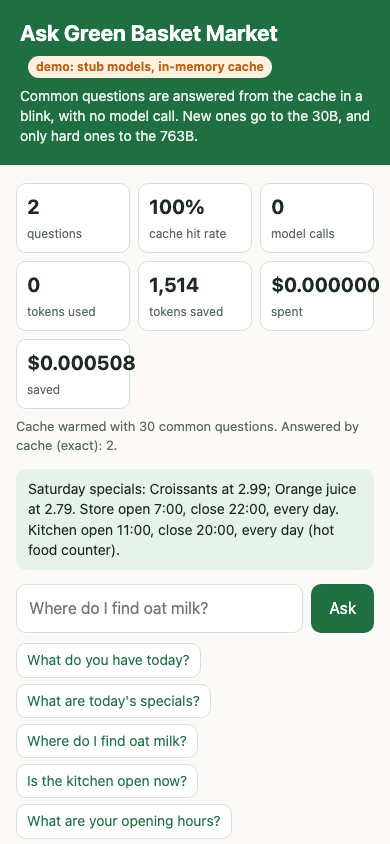 Ask Green Basket Market
demo: stub models, in-memory cache
Common questions are answered from the cache in a
blink, with no model call. New ones go to the 30B, and
only hard ones to the 763B.
2
questions
100%
cache hit rate
0
model calls
0
tokens used
1,514
tokens saved
$0.000000
spent
$0.000508
saved
Cache warmed with 30 common questions. Answered by
cache (exact): 2.
Saturday specials: Croissants at 2.99; Orange juice
at 2.79. Store open 7:00, close 22:00, every day.
Kitchen open 11:00, close 20:00, every day (hot
food counter).
Where do I find oat milk?
Ask
What do you have today?
What are today's specials?
Where do I find oat milk?
Is the kitchen open now?
What are your opening hours?